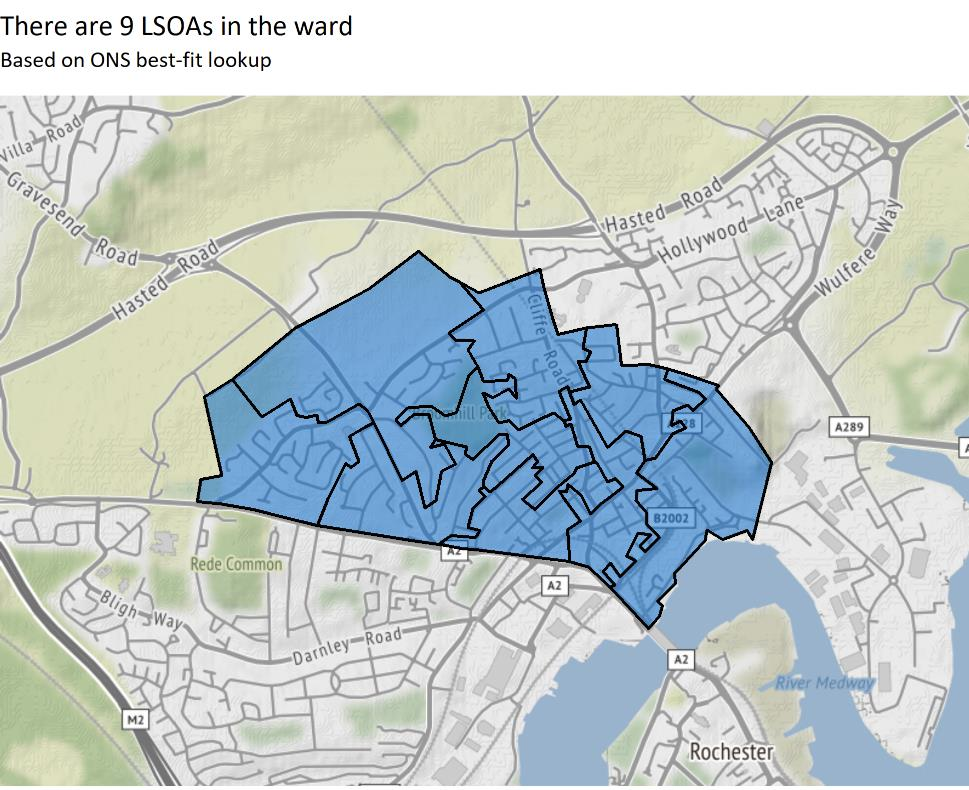 There are 9 LSOAs in the ward
Based on ONS best-fit lookup
Villa Road
Gravesend Road
Hasted Road
Hasted Road
Hollywood Lane
Wulfere Way
Cliffe Road
A289
B2002
A2
A2
Rede Common
Bligh Way
Darnley Road
A2
River Medway
M2
Rochester